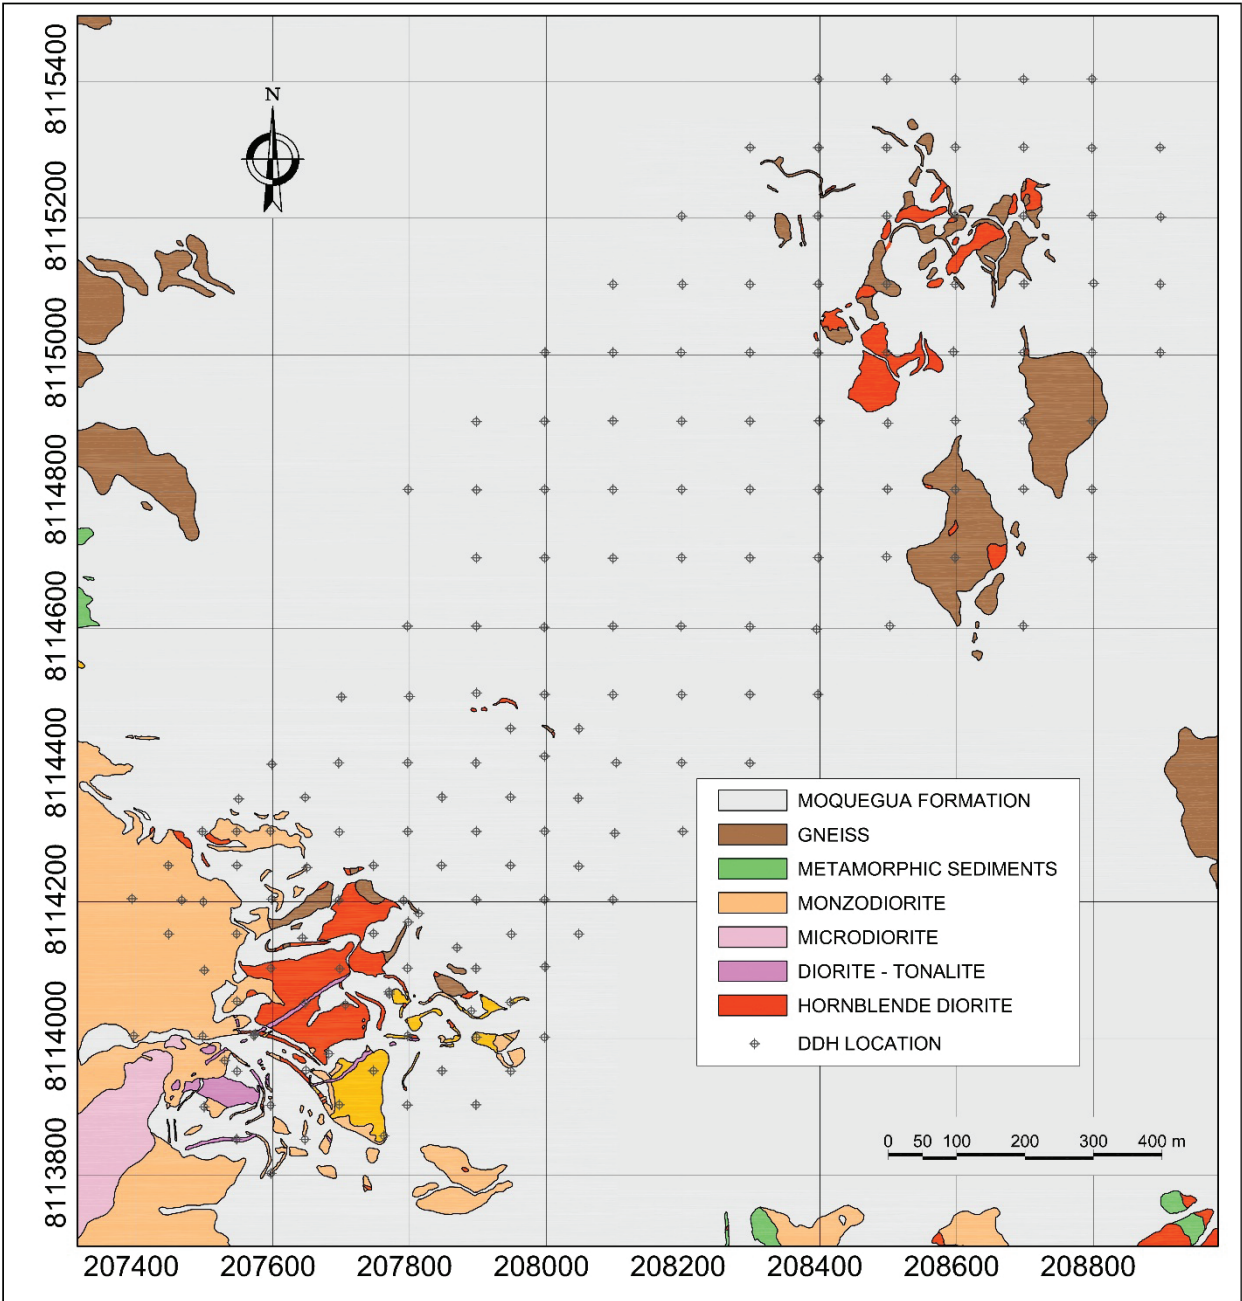 8115400
8115200
8115000
8114800
8114600
8114400
8114200
8114000
8113800
N
MOQUEGUA FORMATION
GNEISS
METAMORPHIC SEDIMENTS
MONZODIORITE
MICRODIORITE
DIORITE - TONALITE
HORNBLENDE DIORITE
DDH LOCATION
0 50 100 200 300 400 m
207400 207600 207800 208000 208200 208400 208600 208800